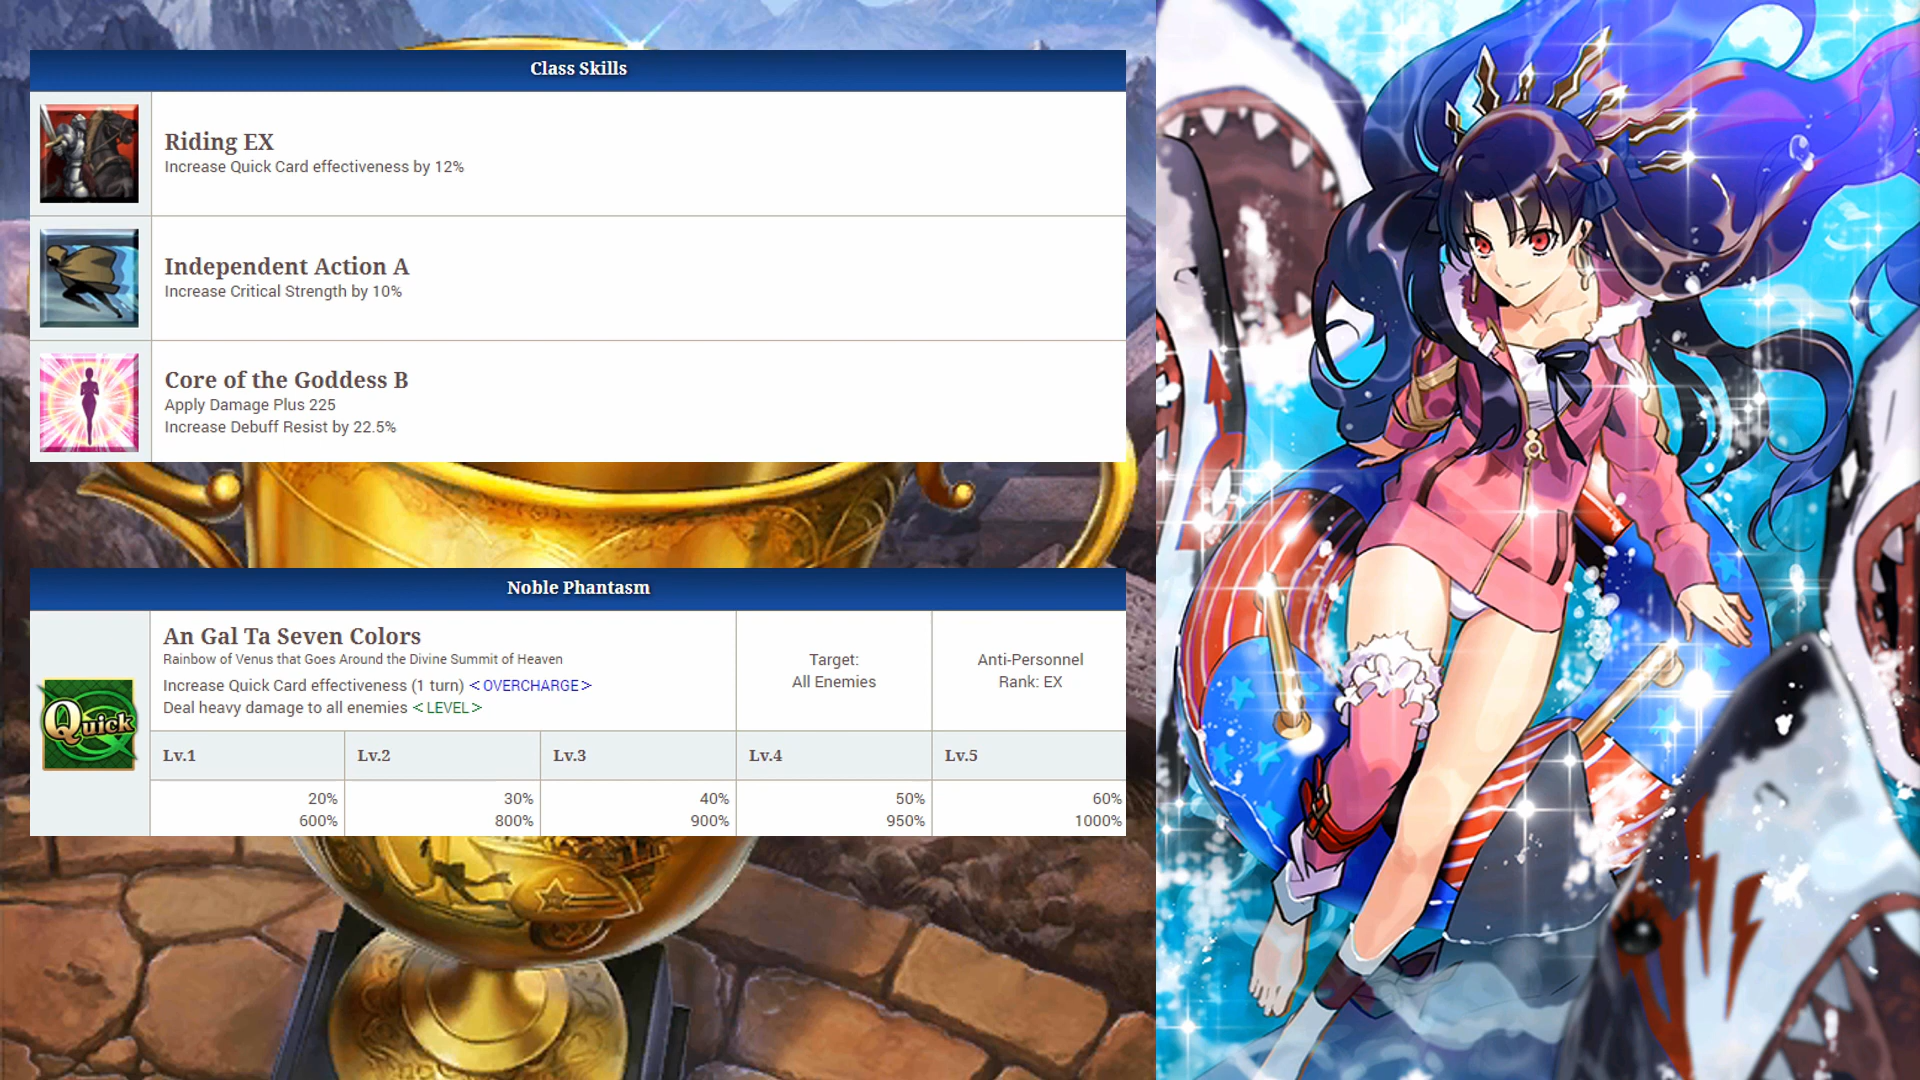 Class Skills
Riding EX
Increase Quick Card effectiveness by 12%
Independent Action A
Increase Critical Strength by 10%
Core of the Goddess B
Apply Damage Plus 225
Increase Debuff Resist by 22.5%
Noble Phantasm
Quick
An Gal Ta Seven Colors
Rainbow of Venus that Goes Around the Divine Summit of Heaven
Increase Quick Card effectiveness (1 turn) <OVERCHARGE>
Deal heavy damage to all enemies <LEVEL>
Target:
All Enemies
Anti-Personnel
Rank: EX
Lv.1 Lv.2 Lv.3 Lv.4 Lv.5
20% 30% 40% 50% 60%
600% 800% 900% 950% 1000%